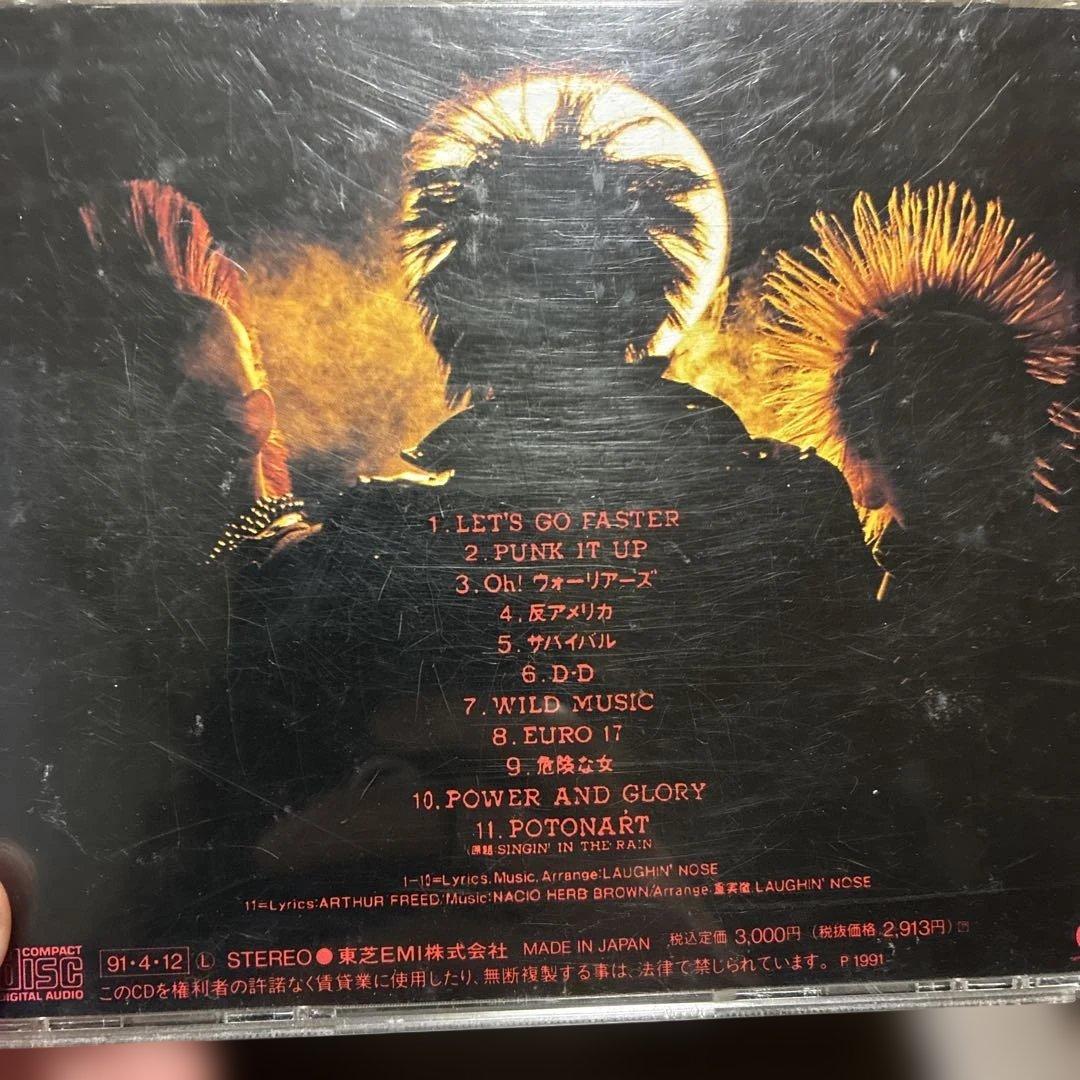 1. LET'S GO FASTER
2. PUNK IT UP
3. Oh! ウォーリアーズ
4. 反アメリカ
5. サバイバル
6. D・D
7. WILD MUSIC
8. EURO 17
9. 危険な女
10. POWER AND GLORY
11. POTONART
(原題:SINGIN' IN THE RAIN
1-10=Lyrics, Music, Arrange:LAUGHIN' NOSE
11=Lyrics:ARTHUR FREED/Music:NACIO HERB BROWN/Arrange:重実徹, LAUGHIN' NOSE
COMPACT disc DIGITAL AUDIO
91・4・12 Ⓛ STEREO ● 東芝EMI株式会社 MADE IN JAPAN 税込定価 3,000円 (税抜価格 2,913円)
このCDを権利者の許諾なく賃貸業に使用したり、無断複製する事は、法律で禁じられています。 P1991